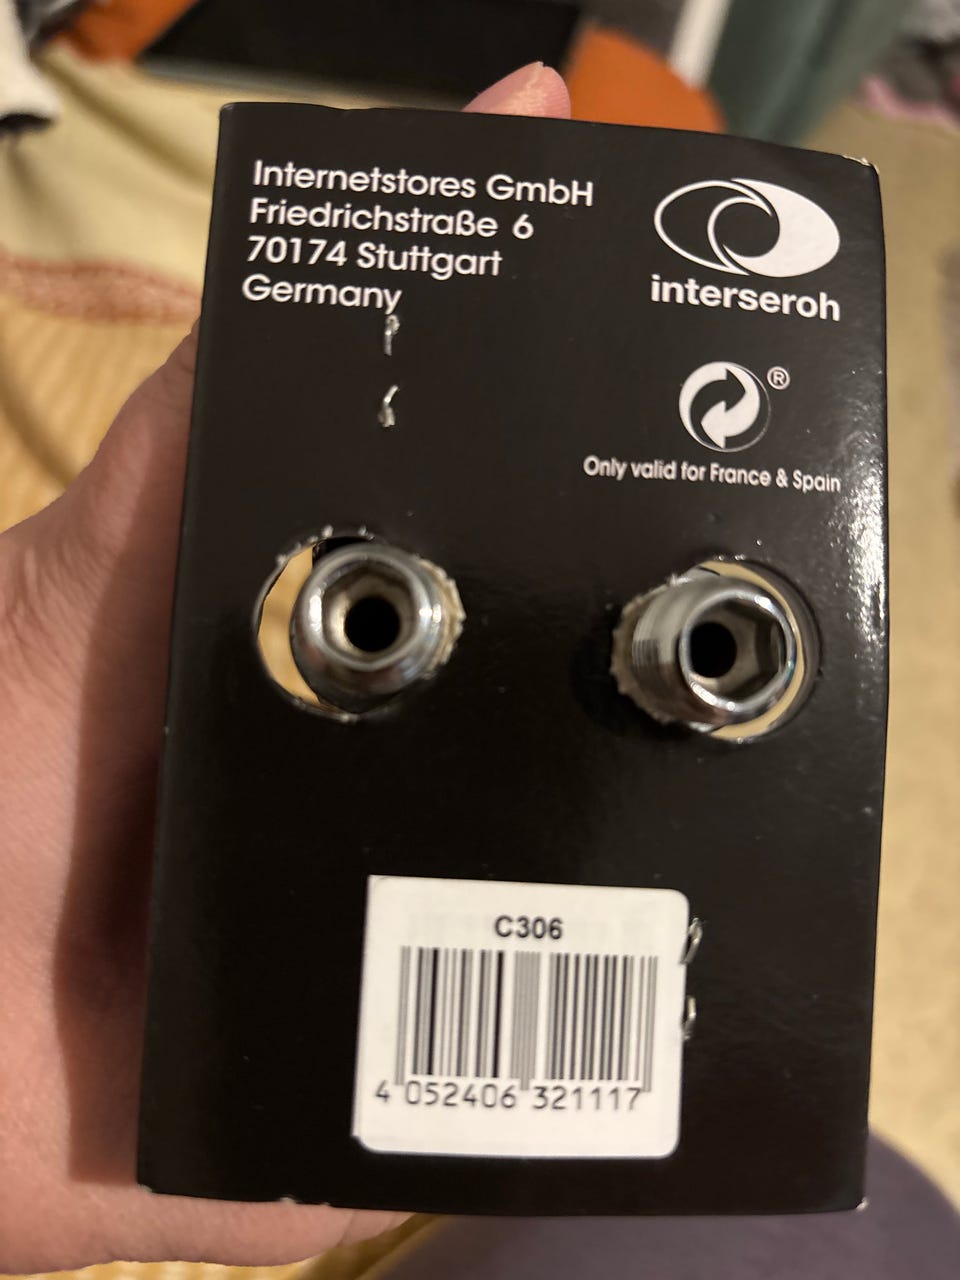 Internetstores GmbH
Friedrichstraße 6
70174 Stuttgart
Germany
interseroh
®
Only valid for France & Spain
C306
4 052406 321117